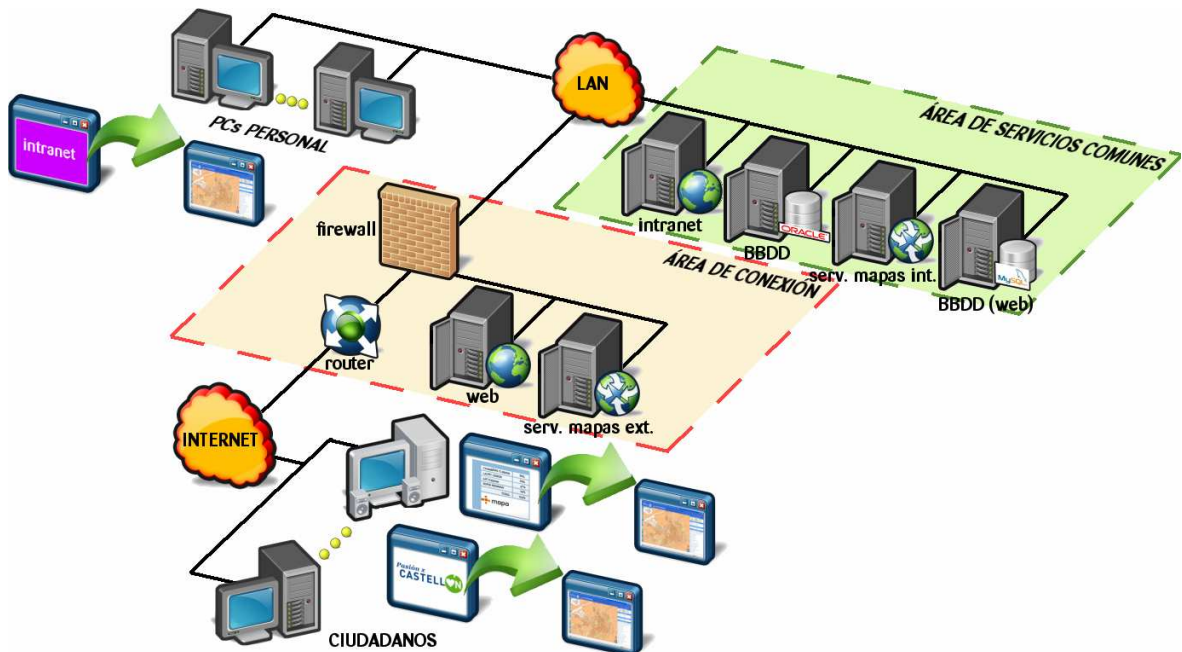 LAN
PCs PERSONAL
intranet
ÁREA DE SERVICIOS COMUNES
intranet
BBDD
ORACLE
serv. mapas int.
BBDD (web)
MySQL
firewall
ÁREA DE CONEXIÓN
router
web
serv. mapas ext.
INTERNET
mapa
Pasión x
CASTELLON
CIUDADANOS